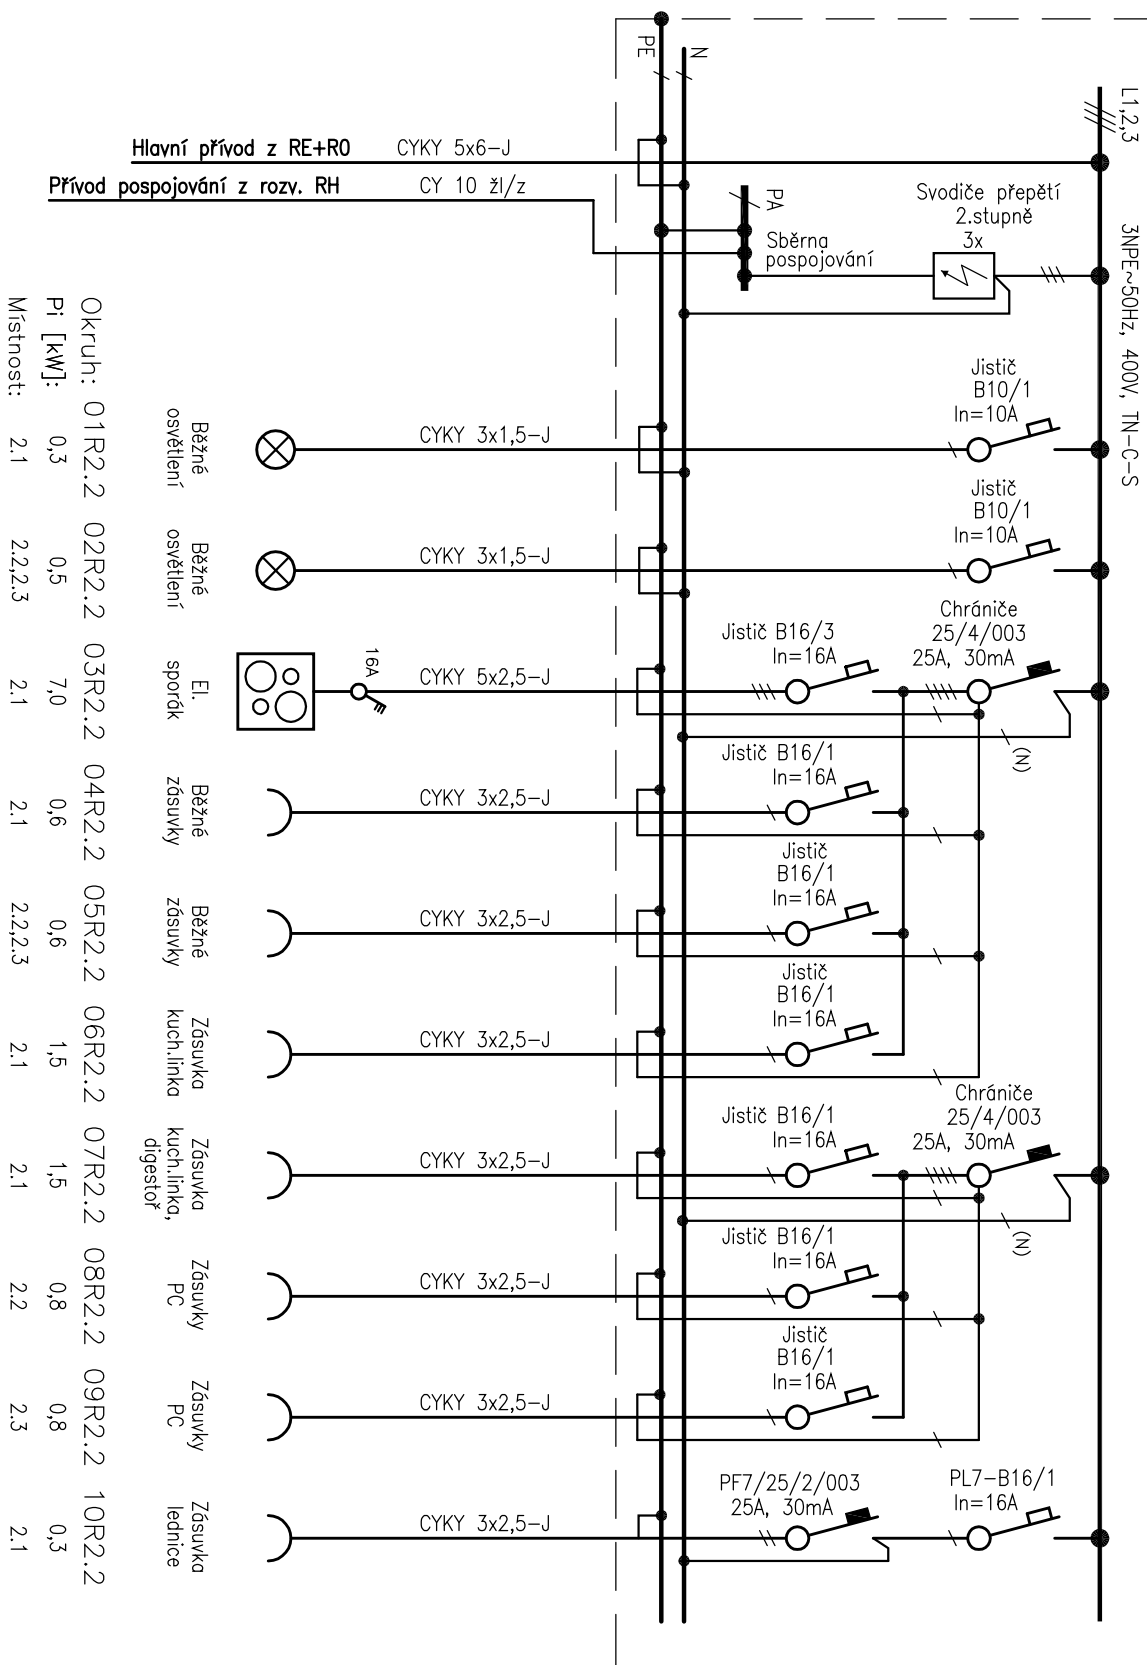 L1,2,3
3NPE~50Hz, 400V, TN-C-S
PE
N
Hlavní přívod z RE+RO
CYKY 5x6-J
Přívod pospojování z rozv. RH
CY 10 žl/z
PA
Sběrna
pospojování
Svodiče přepětí
2.stupně
3x
Jistič
B10/1
In=10A
CYKY 3x1,5-J
Běžné
osvětlení
Jistič
B10/1
In=10A
CYKY 3x1,5-J
Běžné
osvětlení
Chrániče
25/4/003
25A, 30mA
Jistič B16/3
In=16A
(N)
CYKY 5x2,5-J
16A
El.
sporák
Jistič B16/1
In=16A
CYKY 3x2,5-J
Běžné
zásuvky
Jistič
B16/1
In=16A
CYKY 3x2,5-J
Běžné
zásuvky
Jistič
B16/1
In=16A
CYKY 3x2,5-J
Zásuvka
kuch.linka
Chrániče
25/4/003
25A, 30mA
Jistič B16/1
In=16A
(N)
CYKY 3x2,5-J
Zásuvka
kuch.linka,
digestoř
Jistič B16/1
In=16A
CYKY 3x2,5-J
Zásuvky
PC
Jistič
B16/1
In=16A
CYKY 3x2,5-J
Zásuvky
PC
PL7-B16/1
In=16A
PF7/25/2/003
25A, 30mA
CYKY 3x2,5-J
Zásuvka
lednice
Okruh: 01R2.2 02R2.2 03R2.2 04R2.2 05R2.2 06R2.2 07R2.2 08R2.2 09R2.2 10R2.2
Pi [kW]: 0,3 0,5 7,0 0,6 0,6 1,5 1,5 0,8 0,8 0,3
Místnost: 2.1 2.2,2.3 2.1 2.1 2.2,2.3 2.1 2.1 2.2 2.3 2.1